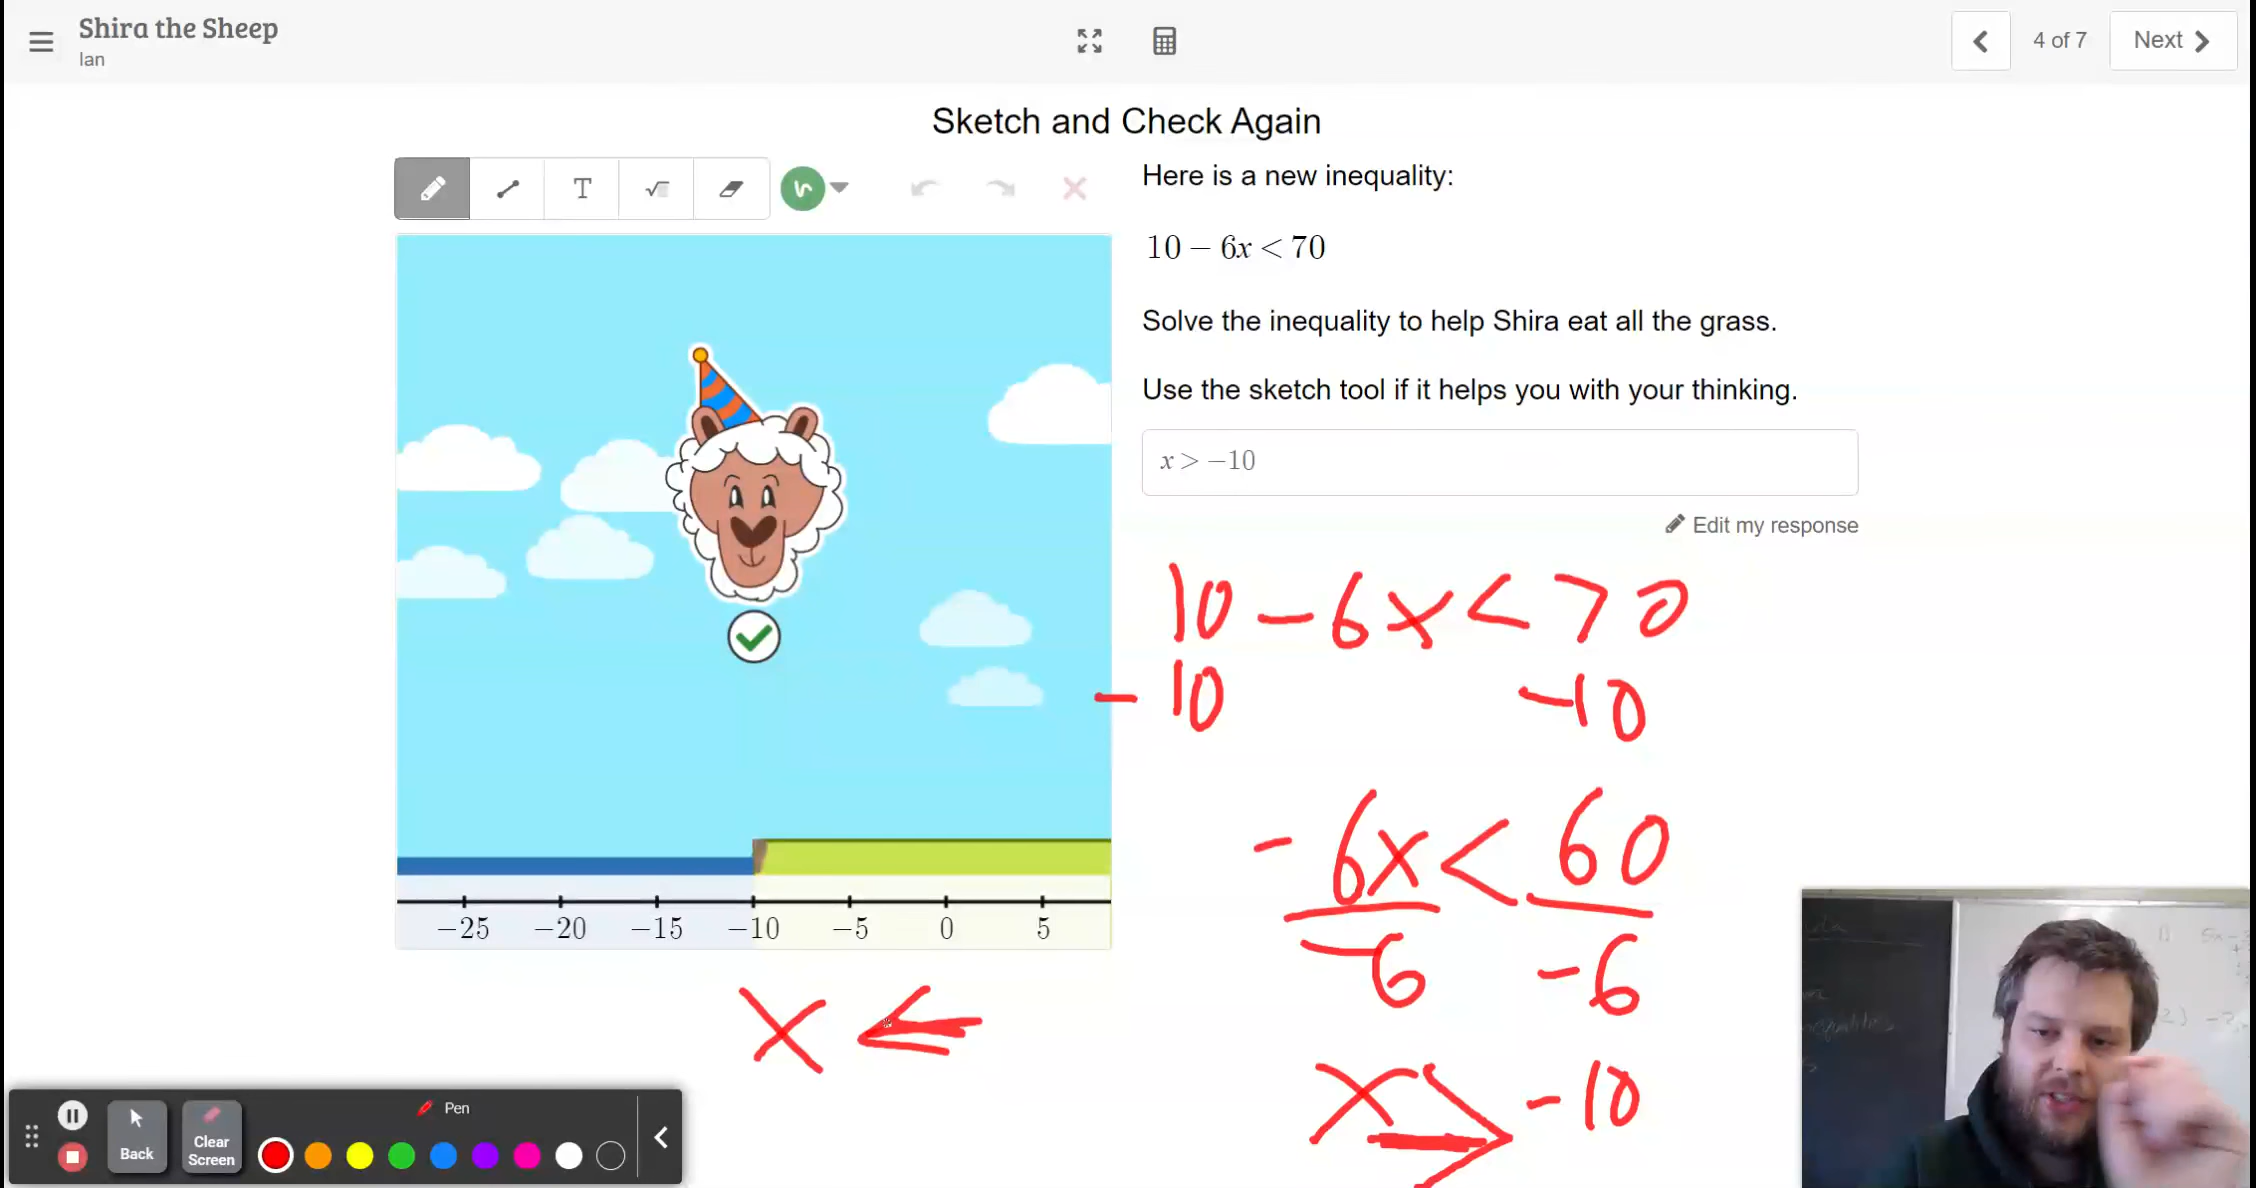 Shira the Sheep
Ian
4 of 7
Next
Sketch and Check Again
T
√
Here is a new inequality:
10 − 6x < 70
Solve the inequality to help Shira eat all the grass.
Use the sketch tool if it helps you with your thinking.
x > −10
Edit my response
10 − 6x < 70
− 10 −10
− 6x < 60
−6 −6
x > −10
−25 −20 −15 −10 −5 0 5
x <
Pen
Back
Clear
Screen